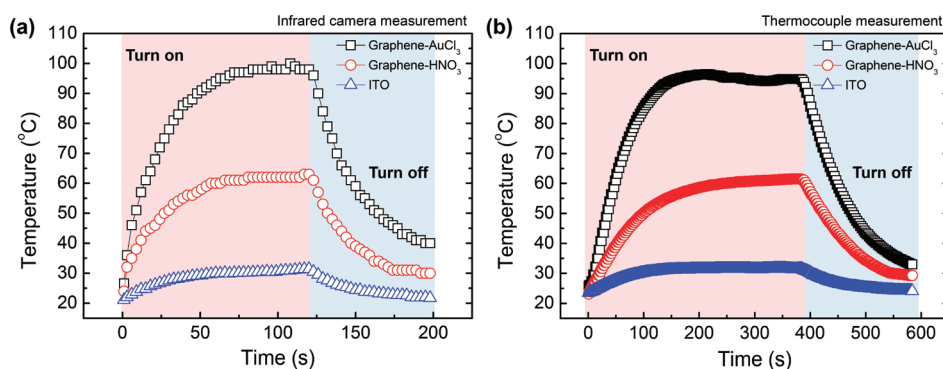 (a)
Infrared camera measurement
110
100
90
80
70
60
50
40
30
20
Temperature (°C)
Turn on
Graphene-AuCl₃
Graphene-HNO₃
ITO
Turn off
0 50 100 150 200
Time (s)
(b)
Thermocouple measurement
110
100
90
80
70
60
50
40
30
20
Temperature (°C)
Turn on
Graphene-AuCl₃
Graphene-HNO₃
ITO
Turn off
0 100 200 300 400 500 600
Time (s)